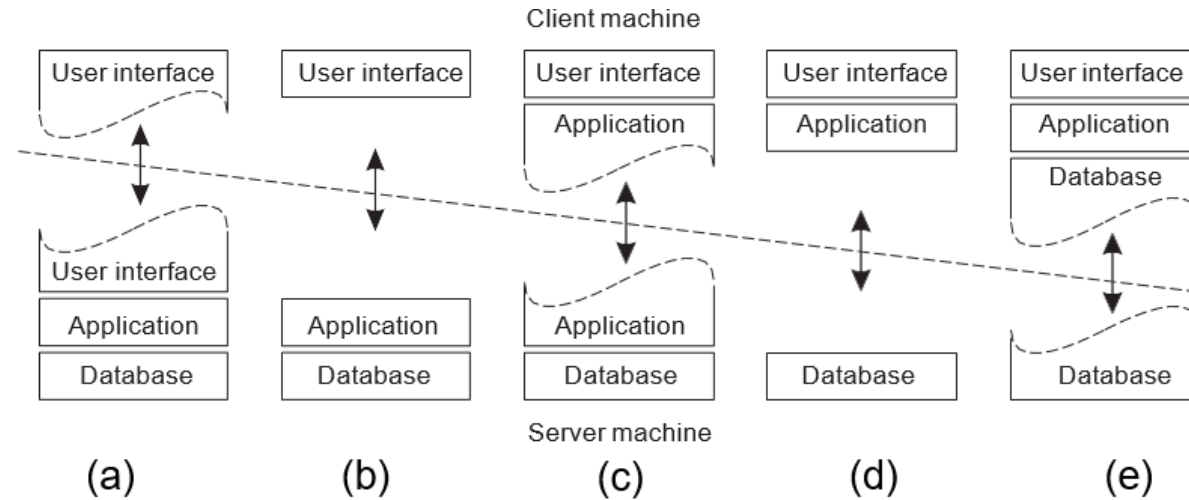 Client machine
User interface
User interface
User interface
User interface
User interface
Application
Application
Application
Database
User interface
Application
Application
Application
Database
Database
Database
Database
Database
Server machine
(a)
(b)
(c)
(d)
(e)